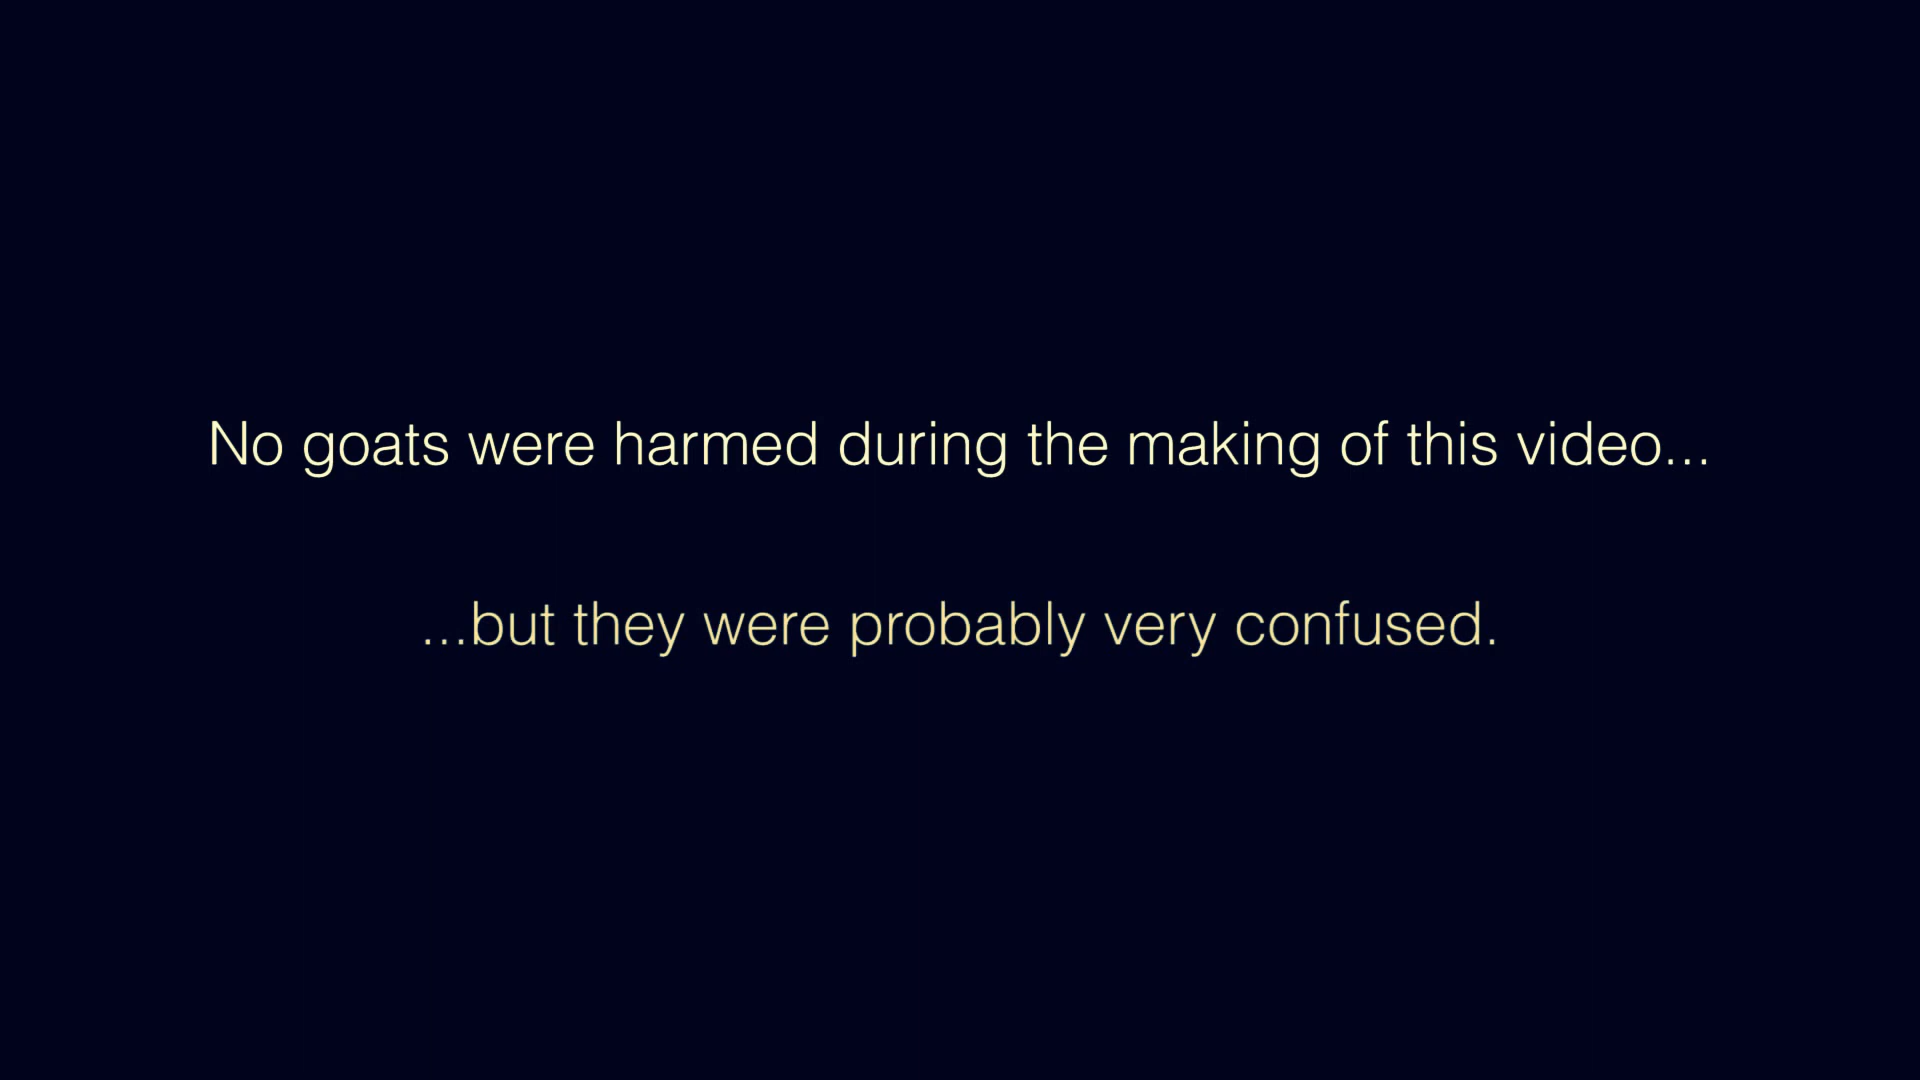 No goats were harmed during the making of this video...
...but they were probably very confused.